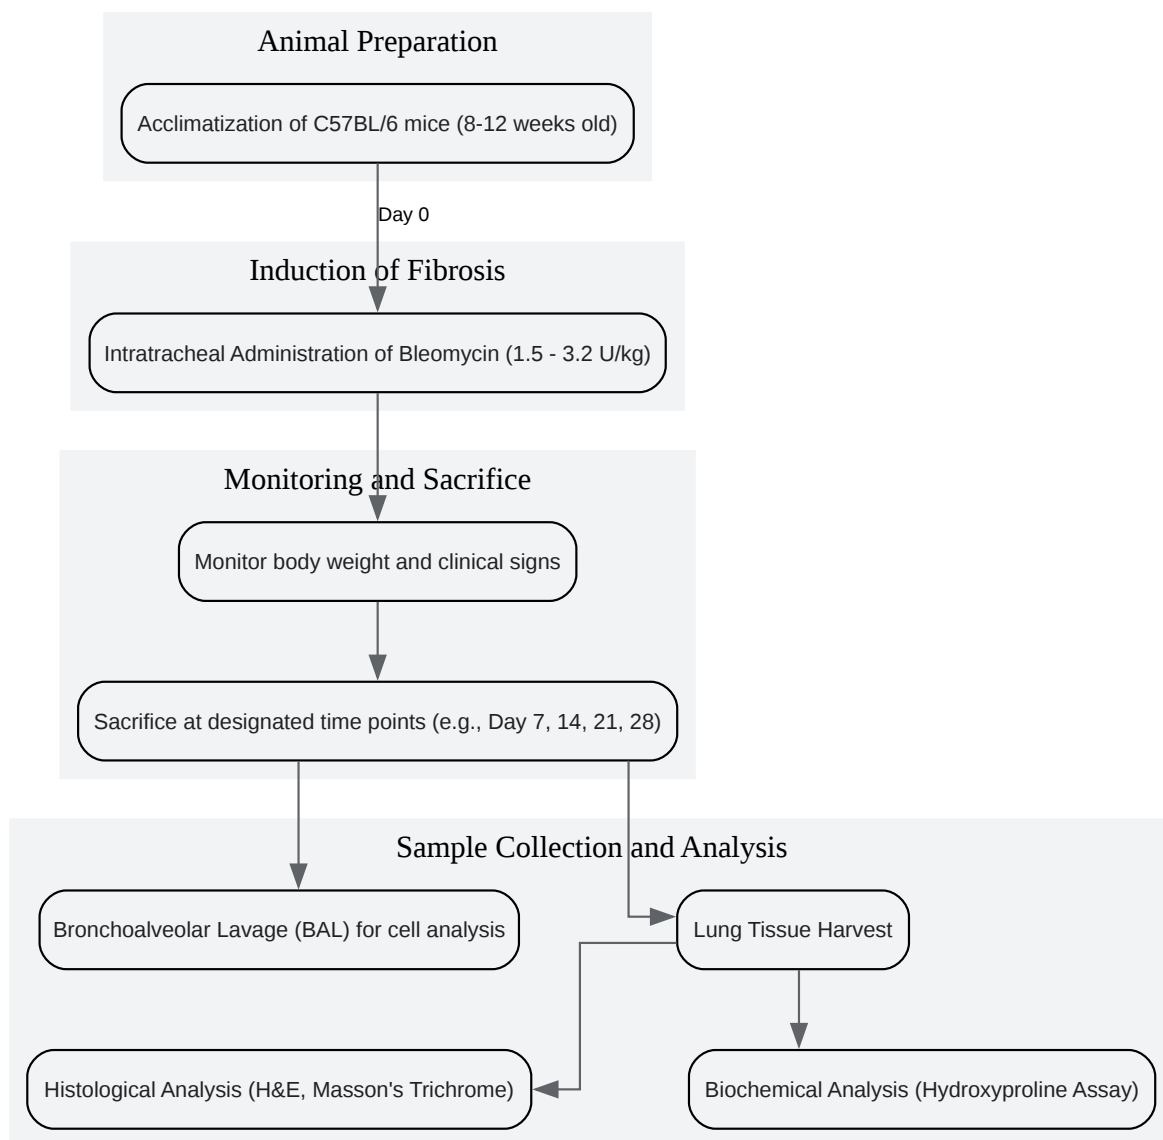 Animal Preparation
Acclimatization of C57BL/6 mice (8-12 weeks old)
Day 0
Induction of Fibrosis
Intratracheal Administration of Bleomycin (1.5 - 3.2 U/kg)
Monitoring and Sacrifice
Monitor body weight and clinical signs
Sacrifice at designated time points (e.g., Day 7, 14, 21, 28)
Sample Collection and Analysis
Bronchoalveolar Lavage (BAL) for cell analysis
Lung Tissue Harvest
Histological Analysis (H&E, Masson's Trichrome)
Biochemical Analysis (Hydroxyproline Assay)